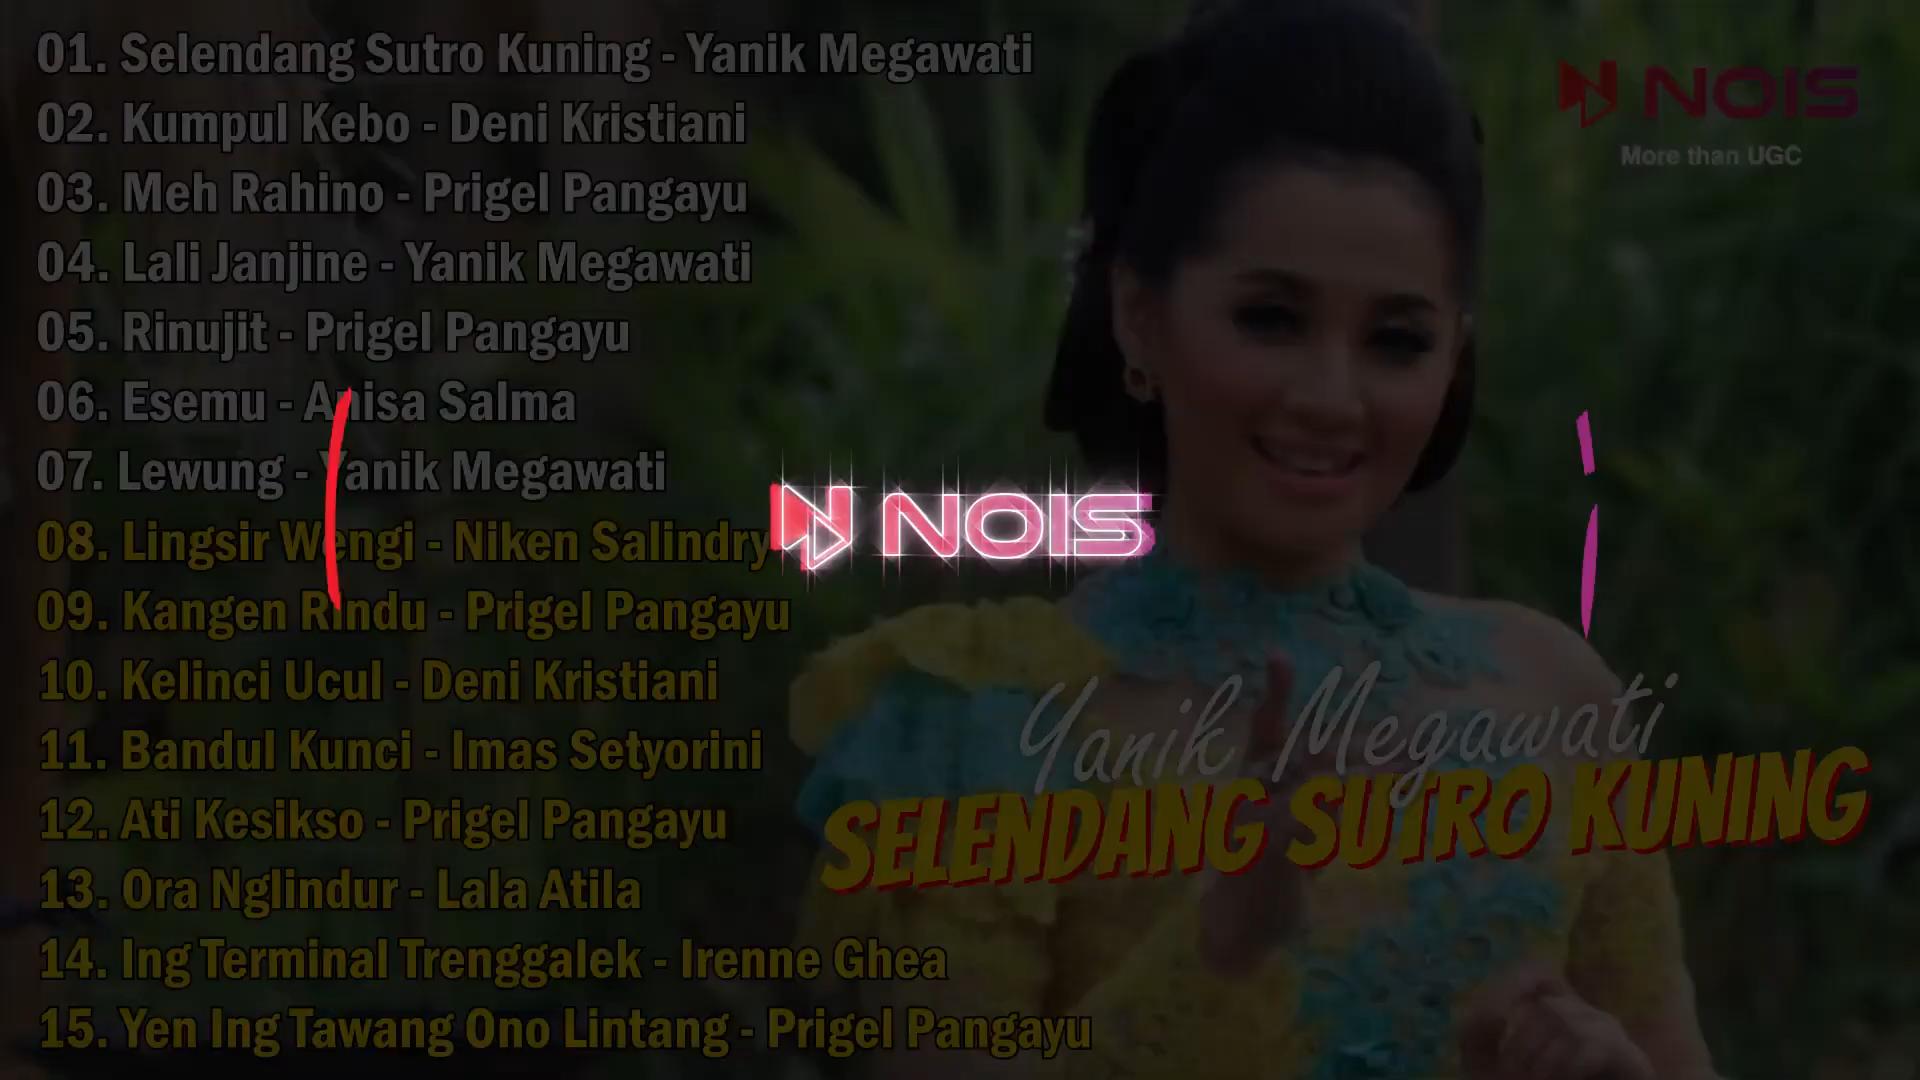 01. Selendang Sutro Kuning - Yanik Megawati
02. Kumpul Kebo - Deni Kristiani
03. Meh Rahino - Prigel Pangayu
04. Lali Janjine - Yanik Megawati
05. Rinujit - Prigel Pangayu
06. Esemu - Anisa Salma
07. Lewung - Yanik Megawati
08. Lingsir Wengi - Niken Salindry
09. Kangen Rindu - Prigel Pangayu
10. Kelinci Ucul - Deni Kristiani
11. Bandul Kunci - Imas Setyorini
12. Ati Kesikso - Prigel Pangayu
13. Ora Nglindur - Lala Atila
14. Ing Terminal Trenggalek - Irenne Ghea
15. Yen Ing Tawang Ono Lintang - Prigel Pangayu
NOIS
More than UGC
NOIS
Yanik Megawati
SELENDANG SUTRO KUNING